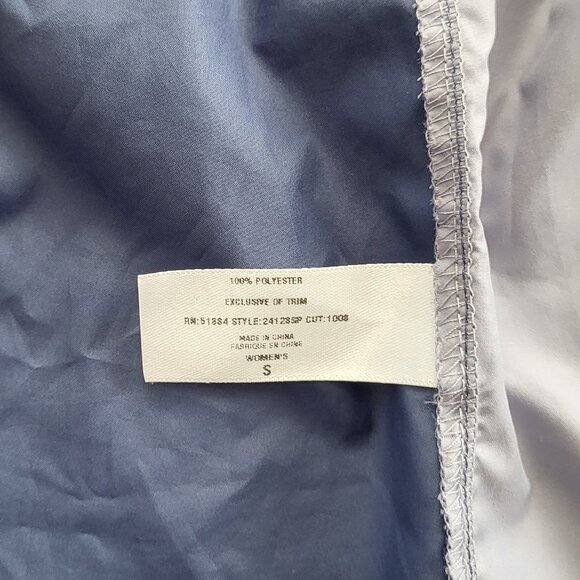 100% POLYESTER
EXCLUSIVE OF TRIM
RN:51884 STYLE:24128SP CUT:1008
MADE IN CHINA
FABRIQUE EN CHINE
WOMEN'S
S